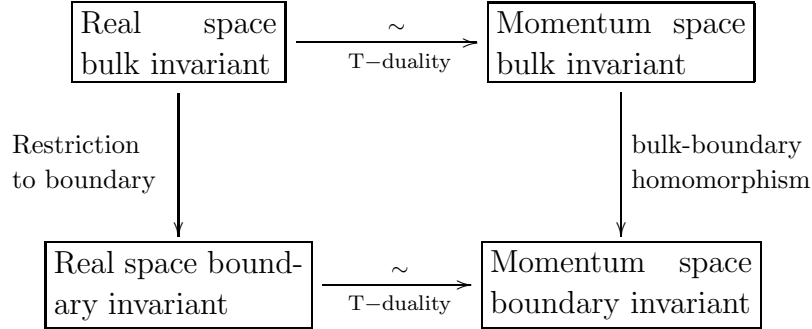 Real space
bulk invariant
∼
T−duality
Momentum space
bulk invariant
Restriction
to boundary
bulk-boundary
homomorphism
Real space bound-
ary invariant
∼
T−duality
Momentum space
boundary invariant